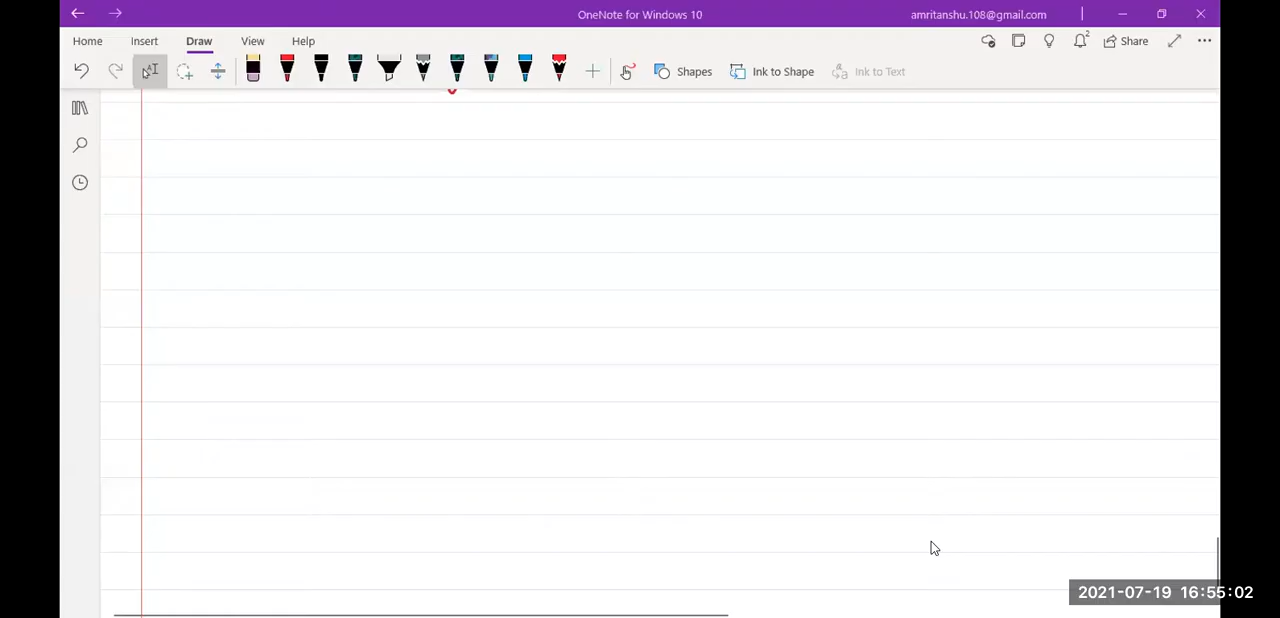 OneNote for Windows 10
amritanshu.108@gmail.com
Home Insert Draw View Help
2
Share
Shapes
Ink to Shape
Ink to Text
2021-07-19 16:55:02